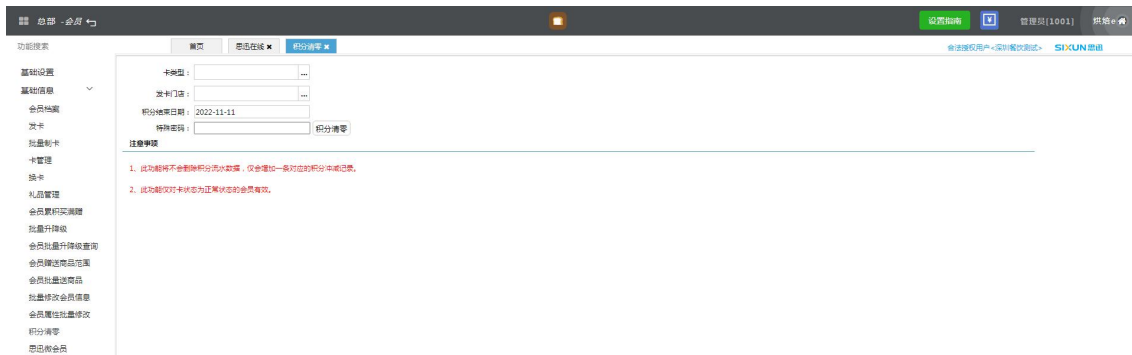 总部 -会员
设置指南 ¥ 管理员[1001] 烘焙e
功能搜索 首页 思迅在线 × 积分清零 × 合法授权用户<深圳餐饮测试> SIXUN思迅
基础设置
基础信息
会员档案
发卡
批量制卡
卡管理
换卡
礼品管理
会员累积买满赠
批量升降级
会员批量升降级查询
会员赠送商品范围
会员批量送商品
批量修改会员信息
会员属性批量修改
积分清零
思迅微会员
卡类型： ...
发卡门店： ...
积分结束日期： 2022-11-11
特殊密码： 积分清零
注意事项
1、此功能将不会删除积分流水数据，仅会增加一条对应的积分冲减记录。
2、此功能仅对卡状态为正常状态的会员有效。